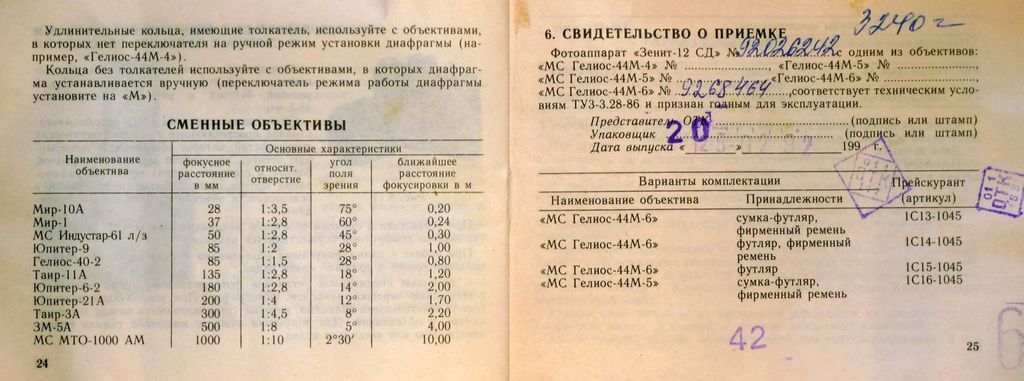 Удлинительные кольца, имеющие толкатель, используйте с объективами,
в которых нет переключателя на ручной режим установки диафрагмы (на-
пример, «Гелиос-44М-4»).
Кольца без толкателей используйте с объективами, в которых диафраг-
ма устанавливается вручную (переключатель режима работы диафрагмы
установите на «М»).
СМЕННЫЕ ОБЪЕКТИВЫ
Наименование объектива
Основные характеристики
фокусное расстояние в мм
относит. отверстие
угол поля зрения
ближайшее расстояние фокусировки в м
Мир-10А 28 1:3,5 75° 0,20
Мир-1 37 1:2,8 60° 0,24
МС Индустар-61 л/з 50 1:2,8 45° 0,30
Юпитер-9 85 1:2 28° 1,00
Гелиос-40-2 85 1:1,5 28° 0,80
Таир-11А 135 1:2,8 18° 1,20
Юпитер-6-2 180 1:2,8 14° 2,00
Юпитер-21А 200 1:4 12° 1,70
Таир-3А 300 1:4,5 8° 2,20
ЗМ-5А 500 1:8 5° 4,00
МС МТО-1000 АМ 1000 1:10 2°30′ 10,00
24
3240=
6. СВИДЕТЕЛЬСТВО О ПРИЕМКЕ
Фотоаппарат «Зенит-12 СД» № 92026242 с одним из объективов:
«МС Гелиос-44М-4» № ...................., «Гелиос-44М-5» № ..............,
«МС Гелиос-44М-5» № ...................., «Гелиос-44М-6» № ..............,
«МС Гелиос-44М-6» № 9268464, соответствует техническим усло-
виям ТУ3-3.28-86 и признан годным для эксплуатации.
Представитель ОТК .................... (подпись или штамп)
Упаковщик 20 .................... (подпись или штамп)
Дата выпуска « » 199 г.
ОТК
011
ОТК
Варианты комплектации
Прейскурант (артикул)
Наименование объектива Принадлежности
«МС Гелиос-44М-6» сумка-футляр, 1С13-1045
фирменный ремень
«МС Гелиос-44М-6» футляр, фирменный 1С14-1045
ремень
«МС Гелиос-44М-6» футляр 1С15-1045
«МС Гелиос-44М-5» сумка-футляр, 1С16-1045
фирменный ремень
42
25
6